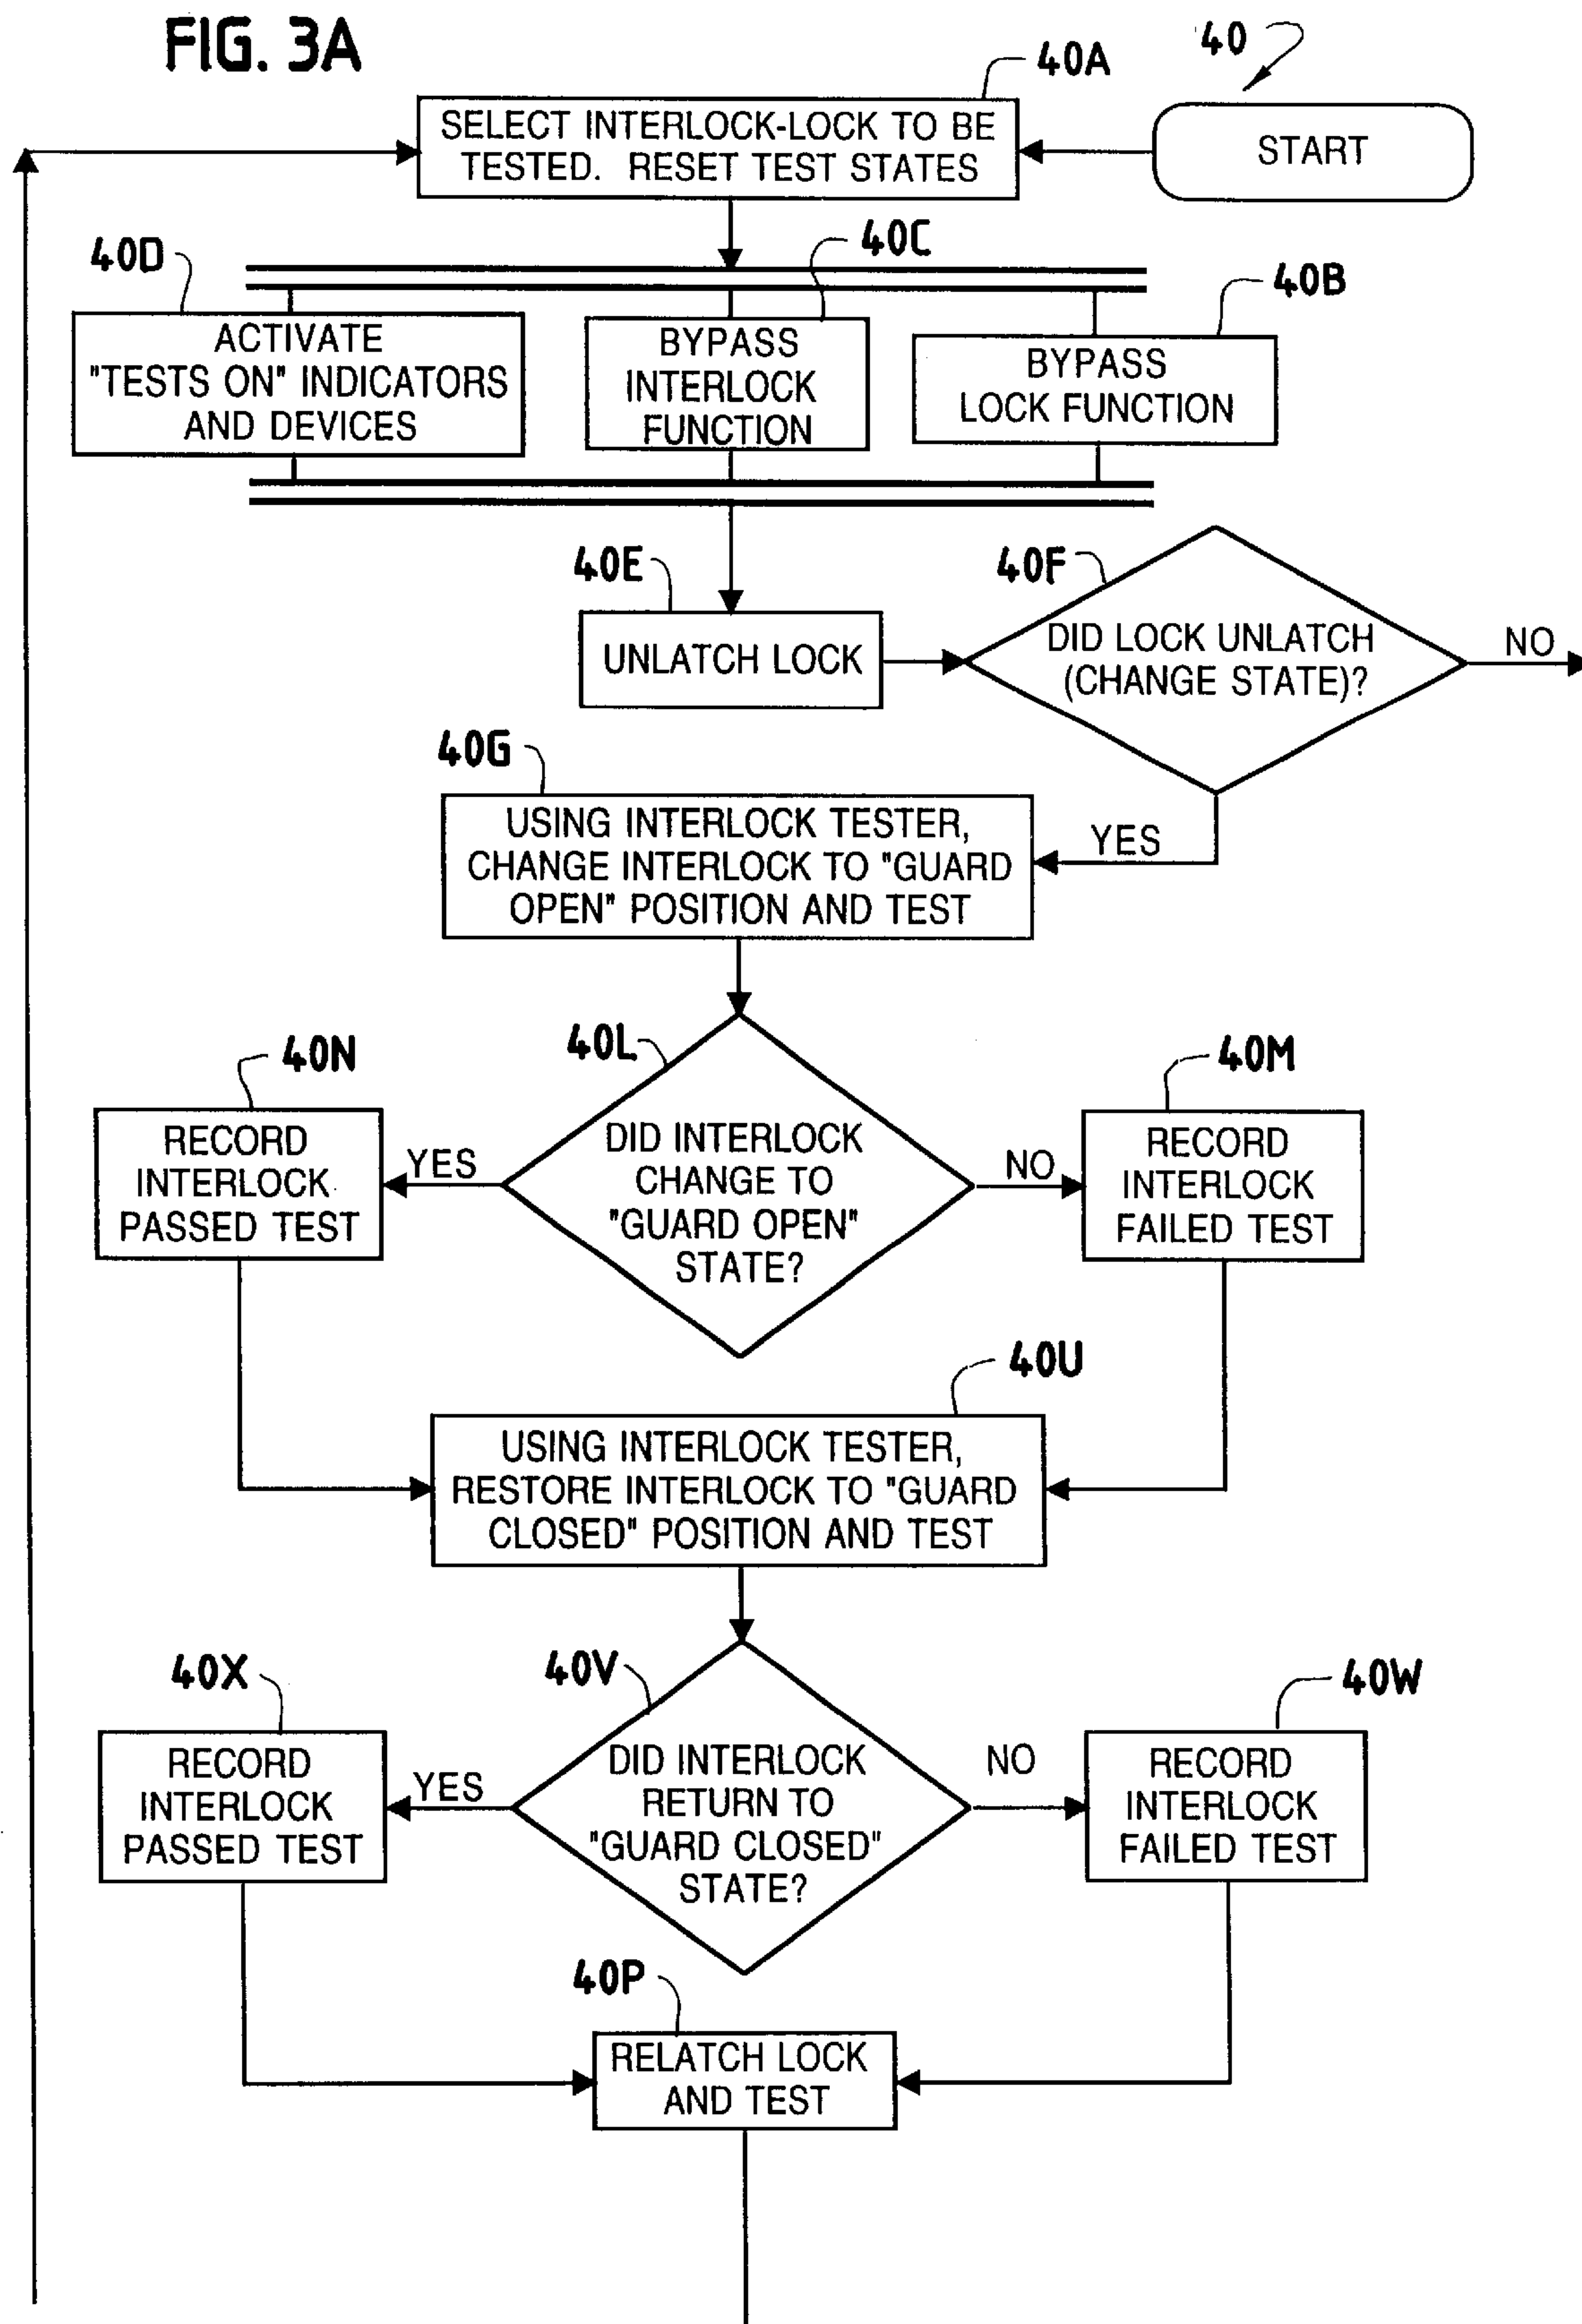 FIG. 3A
40
40A
SELECT INTERLOCK-LOCK TO BE
TESTED. RESET TEST STATES
START
40D
40C
40B
ACTIVATE
"TESTS ON" INDICATORS
AND DEVICES
BYPASS
INTERLOCK
FUNCTION
BYPASS
LOCK FUNCTION
40E
40F
UNLATCH LOCK
DID LOCK UNLATCH
(CHANGE STATE)?
NO
40G
USING INTERLOCK TESTER,
CHANGE INTERLOCK TO "GUARD
OPEN" POSITION AND TEST
YES
40N
40L
40M
RECORD
INTERLOCK
PASSED TEST
YES
DID INTERLOCK
CHANGE TO
"GUARD OPEN"
STATE?
NO
RECORD
INTERLOCK
FAILED TEST
40U
USING INTERLOCK TESTER,
RESTORE INTERLOCK TO "GUARD
CLOSED" POSITION AND TEST
40X
40V
40W
RECORD
INTERLOCK
PASSED TEST
YES
DID INTERLOCK
RETURN TO
"GUARD CLOSED"
STATE?
NO
RECORD
INTERLOCK
FAILED TEST
40P
RELATCH LOCK
AND TEST